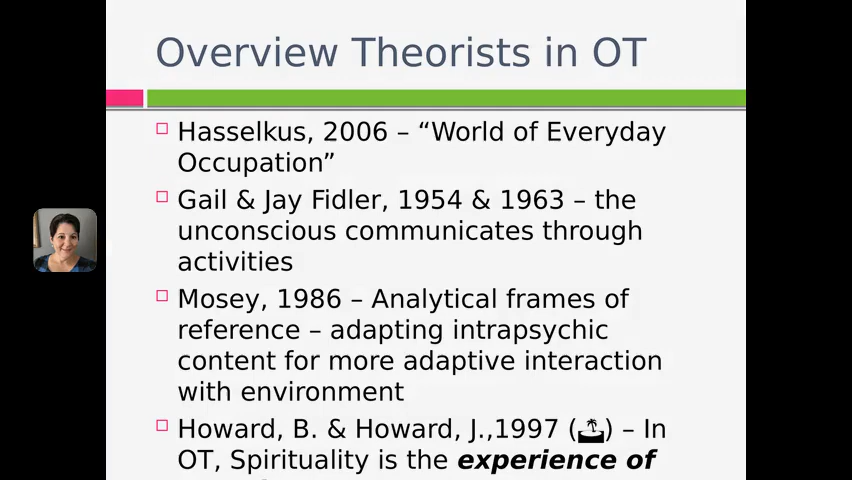 Overview Theorists in OT
Hasselkus, 2006 – “World of Everyday
Occupation”
Gail & Jay Fidler, 1954 & 1963 – the
unconscious communicates through
activities
Mosey, 1986 – Analytical frames of
reference – adapting intrapsychic
content for more adaptive interaction
with environment
Howard, B. & Howard, J.,1997 (🏝) – In
OT, Spirituality is the experience of